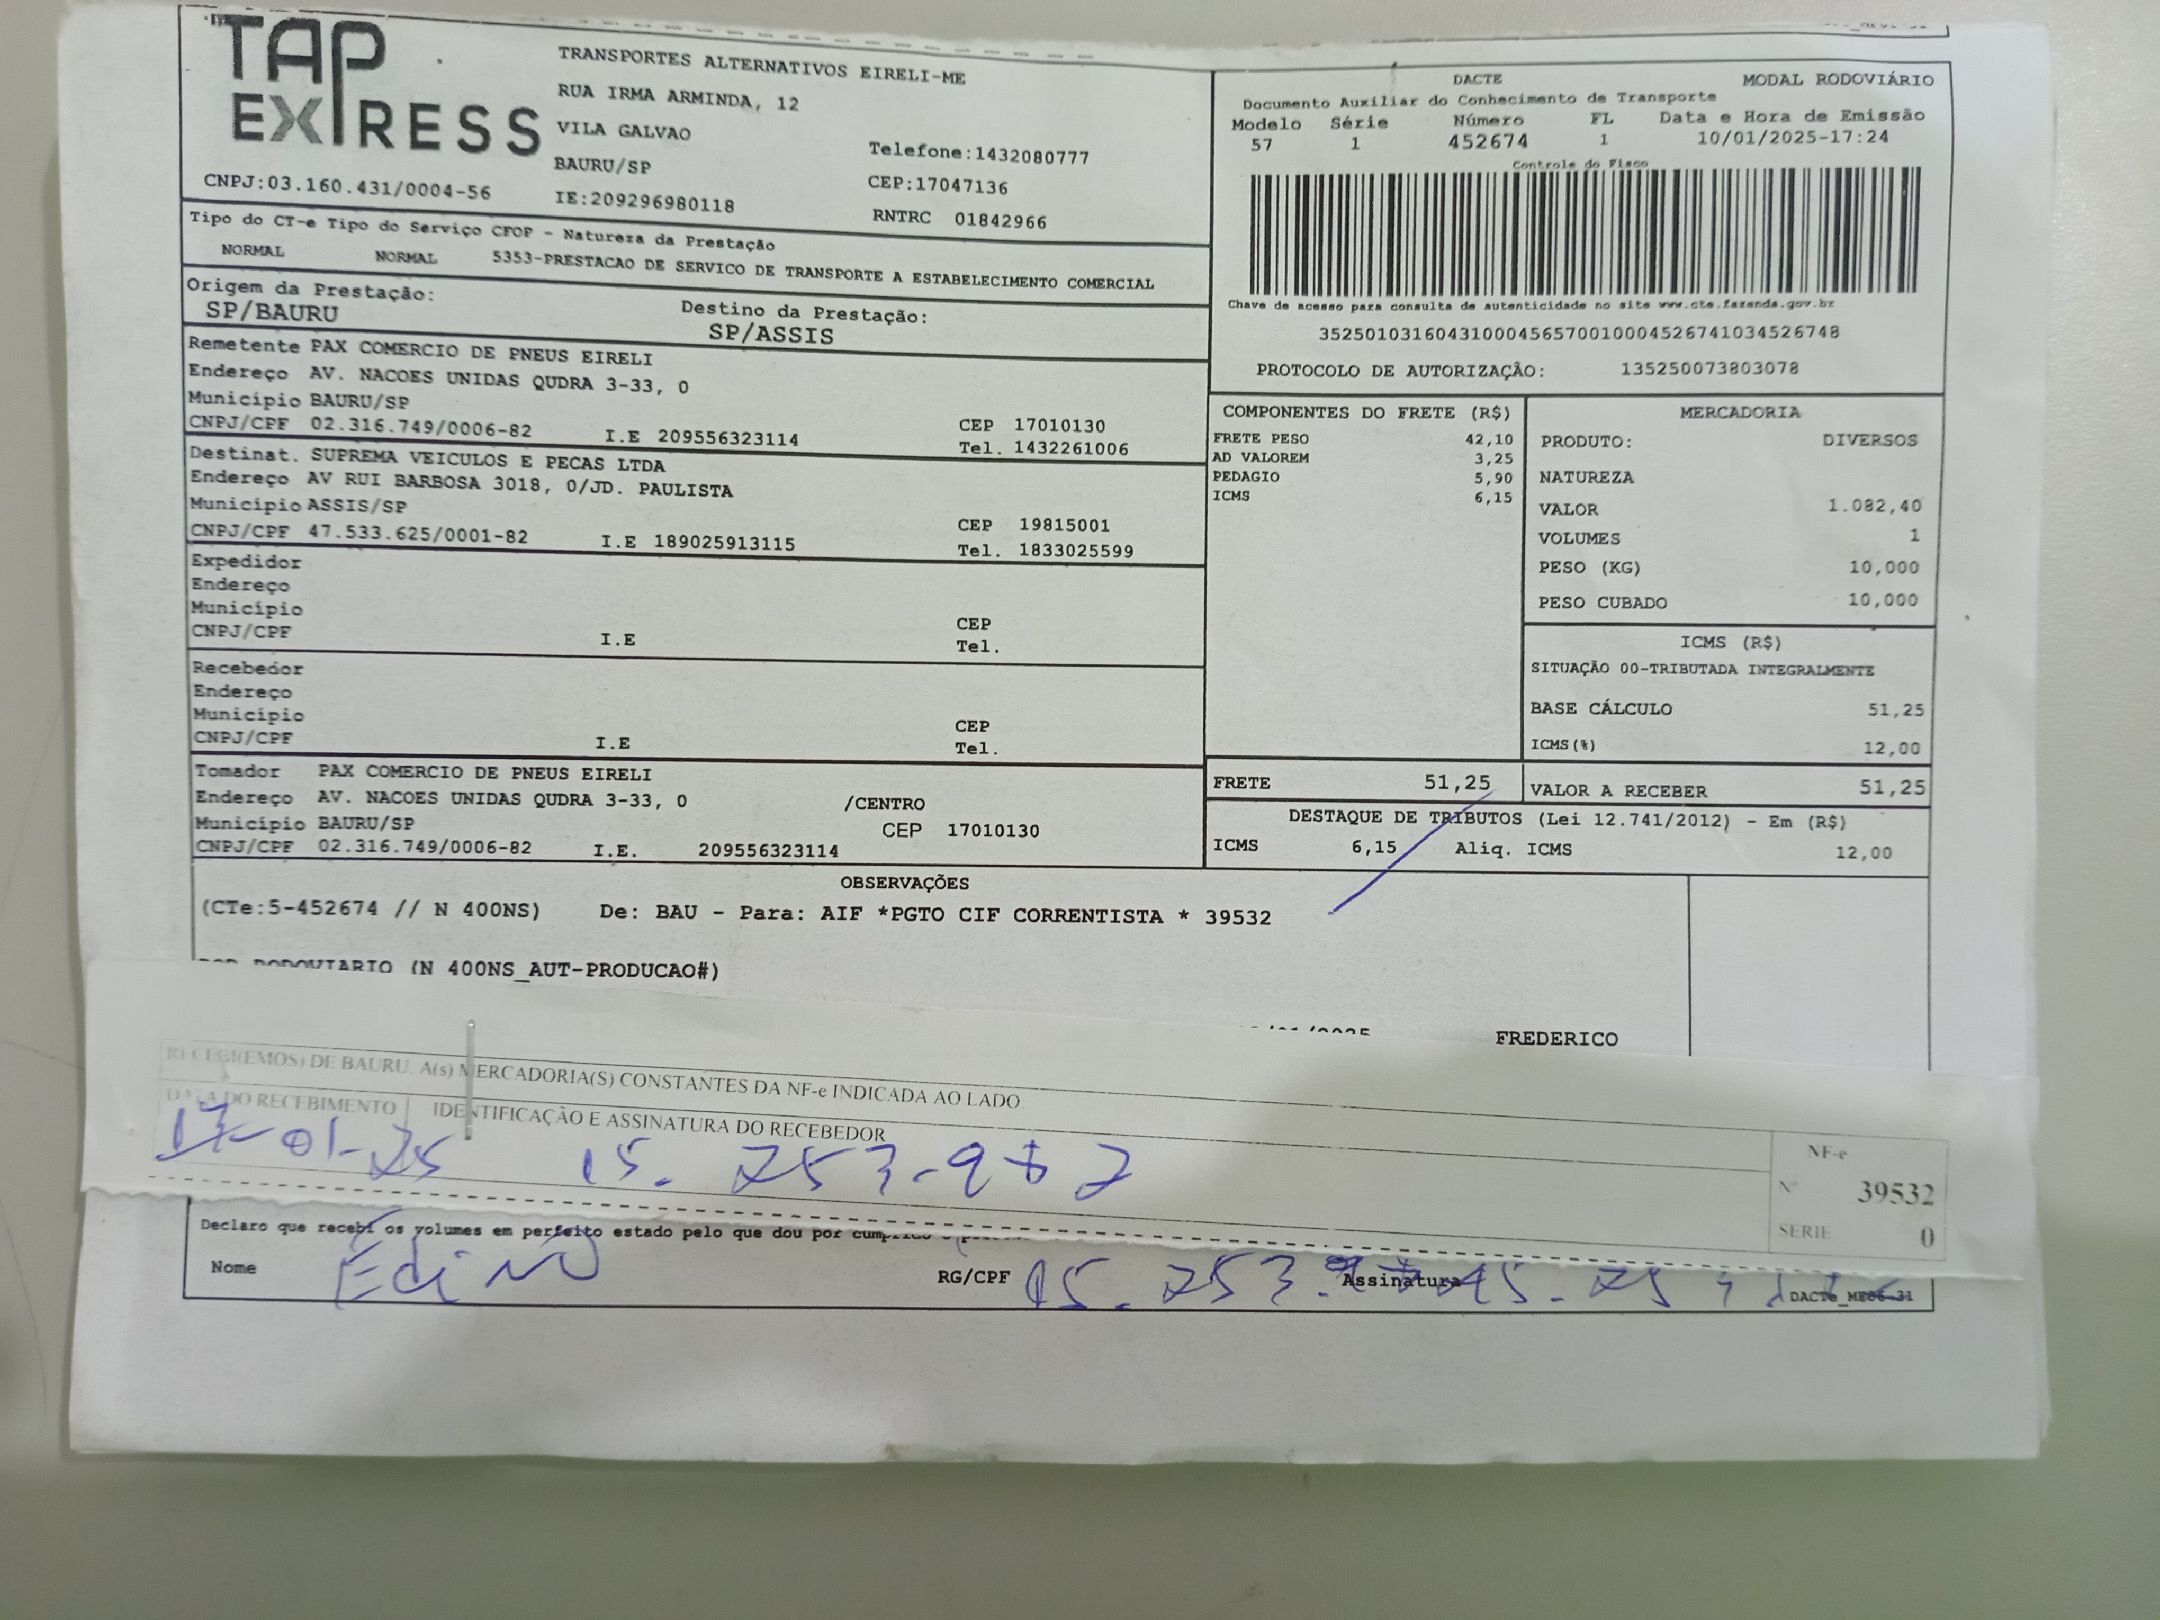 TAP
EXPRESS
TRANSPORTES ALTERNATIVOS EIRELI-ME
RUA IRMA ARMINDA, 12
VILA GALVAO
BAURU/SP
Telefone:1432080777
CEP:17047136
CNPJ:03.160.431/0004-56
IE:209296980118
RNTRC 01842966
DACTE
MODAL RODOVIÁRIO
Documento Auxiliar do Conhecimento de Transporte
Modelo Série Número FL Data e Hora de Emissão
57 1 452674 1 10/01/2025-17:24
Controle do Fisco
Chave de acesso para consulta de autenticidade no site www.cte.fazenda.gov.br
35250103160431000456570010004526741034526748
PROTOCOLO DE AUTORIZAÇÃO: 135250073803078
Tipo do CT-e Tipo do Serviço CFOP - Natureza da Prestação
NORMAL NORMAL 5353-PRESTACAO DE SERVICO DE TRANSPORTE A ESTABELECIMENTO COMERCIAL
Origem da Prestação: Destino da Prestação:
SP/BAURU SP/ASSIS
Remetente PAX COMERCIO DE PNEUS EIRELI
Endereço AV. NACOES UNIDAS QUDRA 3-33, 0
Município BAURU/SP CEP 17010130
CNPJ/CPF 02.316.749/0006-82 I.E 209556323114 Tel. 1432261006
Destinat. SUPREMA VEICULOS E PECAS LTDA
Endereço AV RUI BARBOSA 3018, 0/JD. PAULISTA
Município ASSIS/SP CEP 19815001
CNPJ/CPF 47.533.625/0001-82 I.E 189025913115 Tel. 1833025599
Expedidor
Endereço
Município CEP
CNPJ/CPF I.E Tel.
Recebedor
Endereço
Município CEP
CNPJ/CPF I.E Tel.
Tomador PAX COMERCIO DE PNEUS EIRELI
Endereço AV. NACOES UNIDAS QUDRA 3-33, 0 /CENTRO
Município BAURU/SP CEP 17010130
CNPJ/CPF 02.316.749/0006-82 I.E. 209556323114
COMPONENTES DO FRETE (R$)
FRETE PESO 42,10
AD VALOREM 3,25
PEDAGIO 5,90
ICMS 6,15
MERCADORIA
PRODUTO: DIVERSOS
NATUREZA
VALOR 1.082,40
VOLUMES 1
PESO (KG) 10,000
PESO CUBADO 10,000
ICMS (R$)
SITUAÇÃO 00-TRIBUTADA INTEGRALMENTE
BASE CÁLCULO 51,25
ICMS(%) 12,00
FRETE 51,25 VALOR A RECEBER 51,25
DESTAQUE DE TRIBUTOS (Lei 12.741/2012) - Em (R$)
ICMS 6,15 Aliq. ICMS 12,00
OBSERVAÇÕES
(CTe:5-452674 // N 400NS) De: BAU - Para: AIF *PGTO CIF CORRENTISTA * 39532
RODOVIARIO (N 400NS_AUT-PRODUCAO#)
FREDERICO
RECEBI(EMOS) DE BAURU. A(s) MERCADORIA(S) CONSTANTES DA NF-e INDICADA AO LADO
DATA DO RECEBIMENTO IDENTIFICAÇÃO E ASSINATURA DO RECEBEDOR
17-01-25
NF-e
Nº 39532
SERIE 0
Declaro que recebi os volumes em perfeito estado pelo que dou por cumprido
Nome RG/CPF 15.253. Assinatura
DACTe_ME06-31